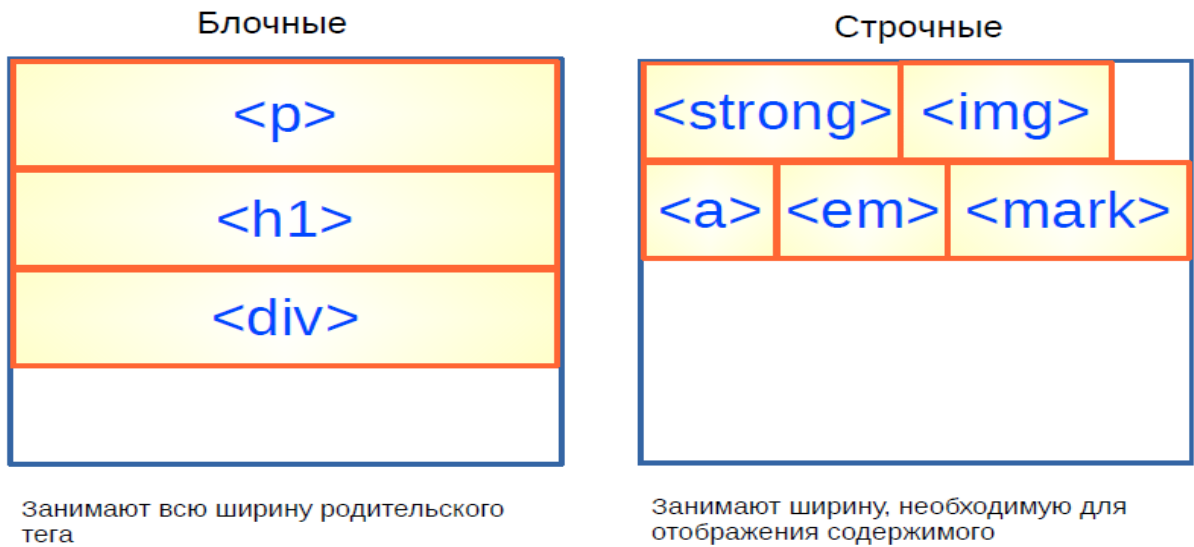 Блочные
<p>
<h1>
<div>
Занимают всю ширину родительского
тега
Строчные
<strong> <img>
<a> <em> <mark>
Занимают ширину, необходимую для
отображения содержимого